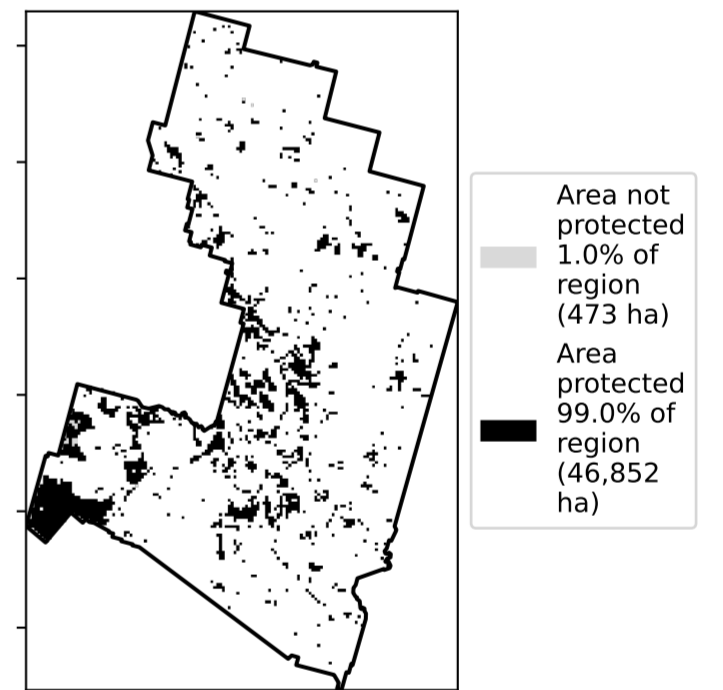 Area not
protected
1.0% of
region
(473 ha)
Area
protected
99.0% of
region
(46,852
ha)